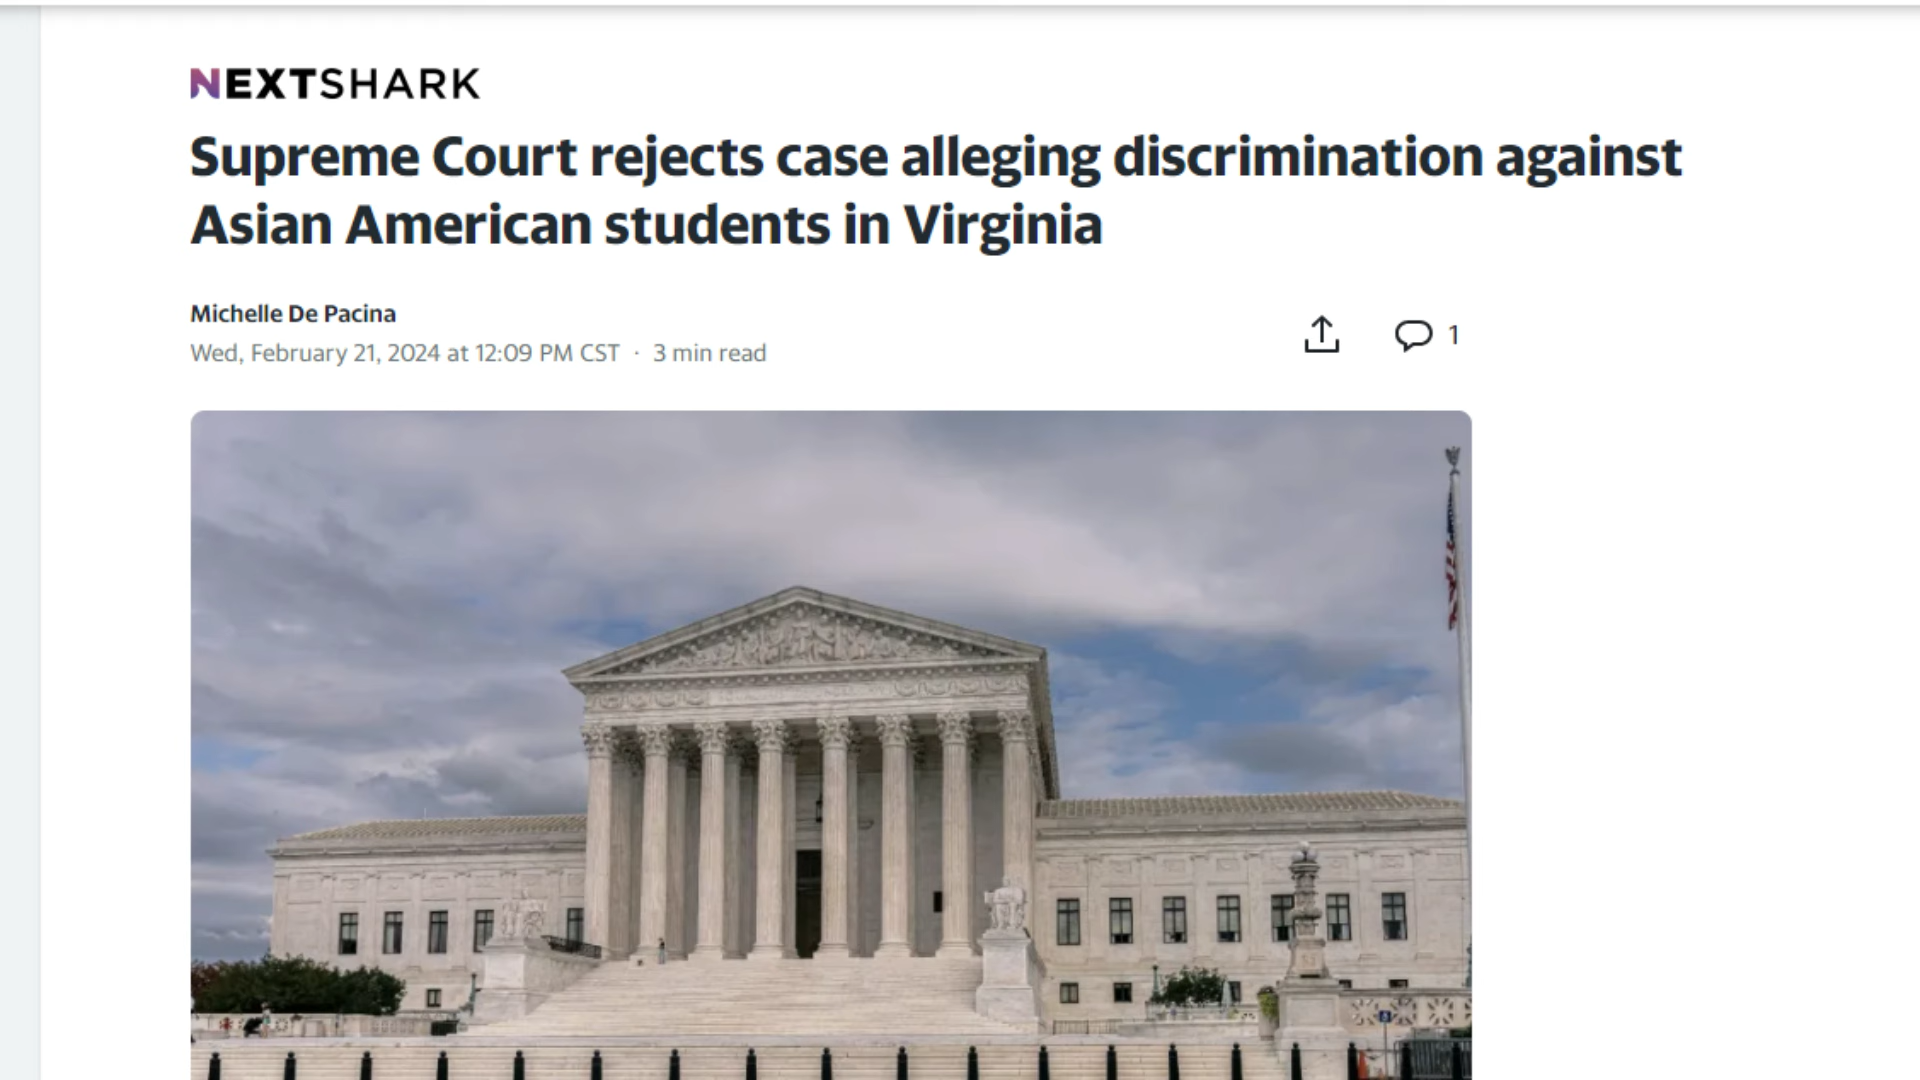 NEXTSHARK
Supreme Court rejects case alleging discrimination against
Asian American students in Virginia
Michelle De Pacina
Wed, February 21, 2024 at 12:09 PM CST · 3 min read
1